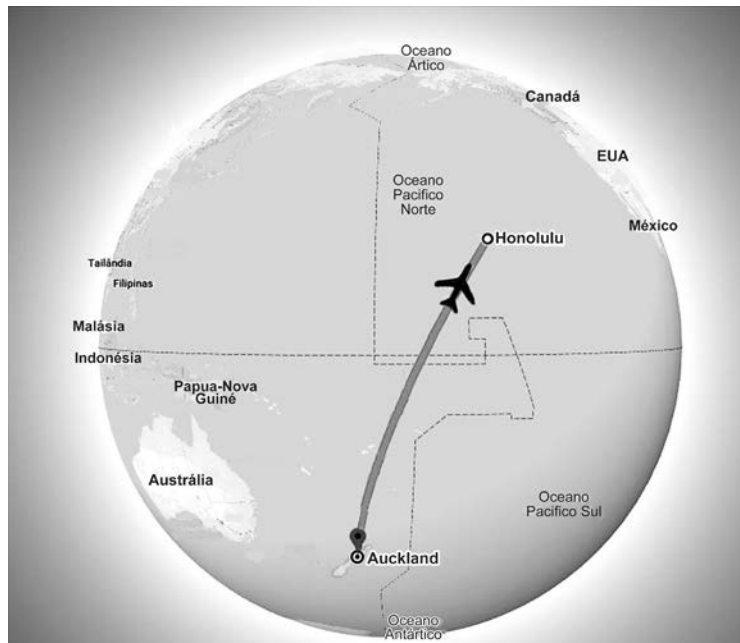 Oceano
Ártico
Canadá
EUA
Oceano
Pacifico
Norte
México
Honolulu
Tailândia
Filipinas
Malásia
Indonésia
Papua-Nova
Guiné
Austrália
Oceano
Pacifico Sul
Auckland
Oceano
Antártico